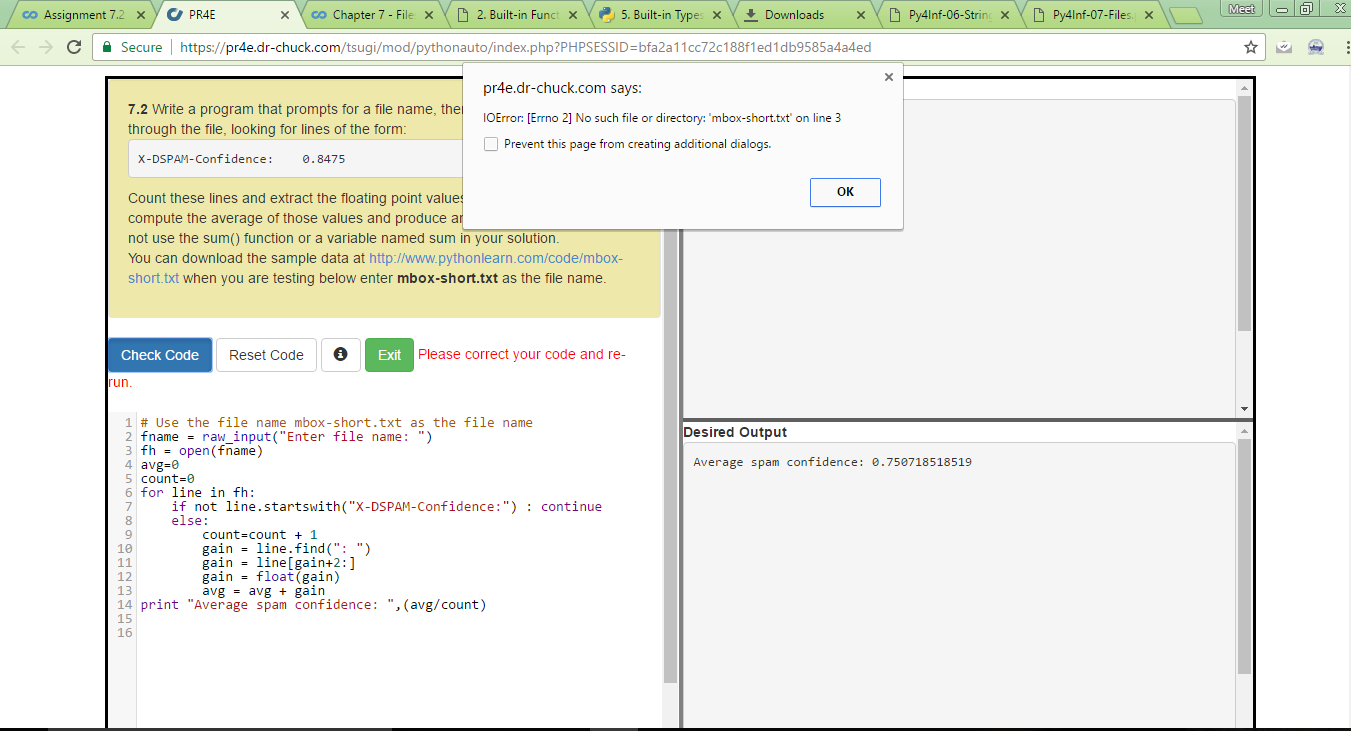 Assignment 7.2
PR4E
Chapter 7 - File
2. Built-in Funct
5. Built-in Types
Downloads
Py4Inf-06-String
Py4Inf-07-Files.
Meet
Secure
https://pr4e.dr-chuck.com/tsugi/mod/pythonauto/index.php?PHPSESSID=bfa2a11cc72c188f1ed1db9585a4a4ed
pr4e.dr-chuck.com says:
IOError: [Errno 2] No such file or directory: 'mbox-short.txt' on line 3
Prevent this page from creating additional dialogs.
OK
7.2 Write a program that prompts for a file name, the
through the file, looking for lines of the form:
X-DSPAM-Confidence:    0.8475
Count these lines and extract the floating point values
compute the average of those values and produce a
not use the sum() function or a variable named sum in your solution.
You can download the sample data at http://www.pythonlearn.com/code/mbox-
short.txt when you are testing below enter mbox-short.txt as the file name.
Check Code
Reset Code
Exit
Please correct your code and re-
run.
1 # Use the file name mbox-short.txt as the file name
2 fname = raw_input("Enter file name: ")
3 fh = open(fname)
4 avg=0
5 count=0
6 for line in fh:
7     if not line.startswith("X-DSPAM-Confidence:") : continue
8     else:
9         count=count + 1
10         gain = line.find(": ")
11         gain = line[gain+2:]
12         gain = float(gain)
13         avg = avg + gain
14 print "Average spam confidence: ",(avg/count)
15
16
Desired Output
Average spam confidence: 0.750718518519